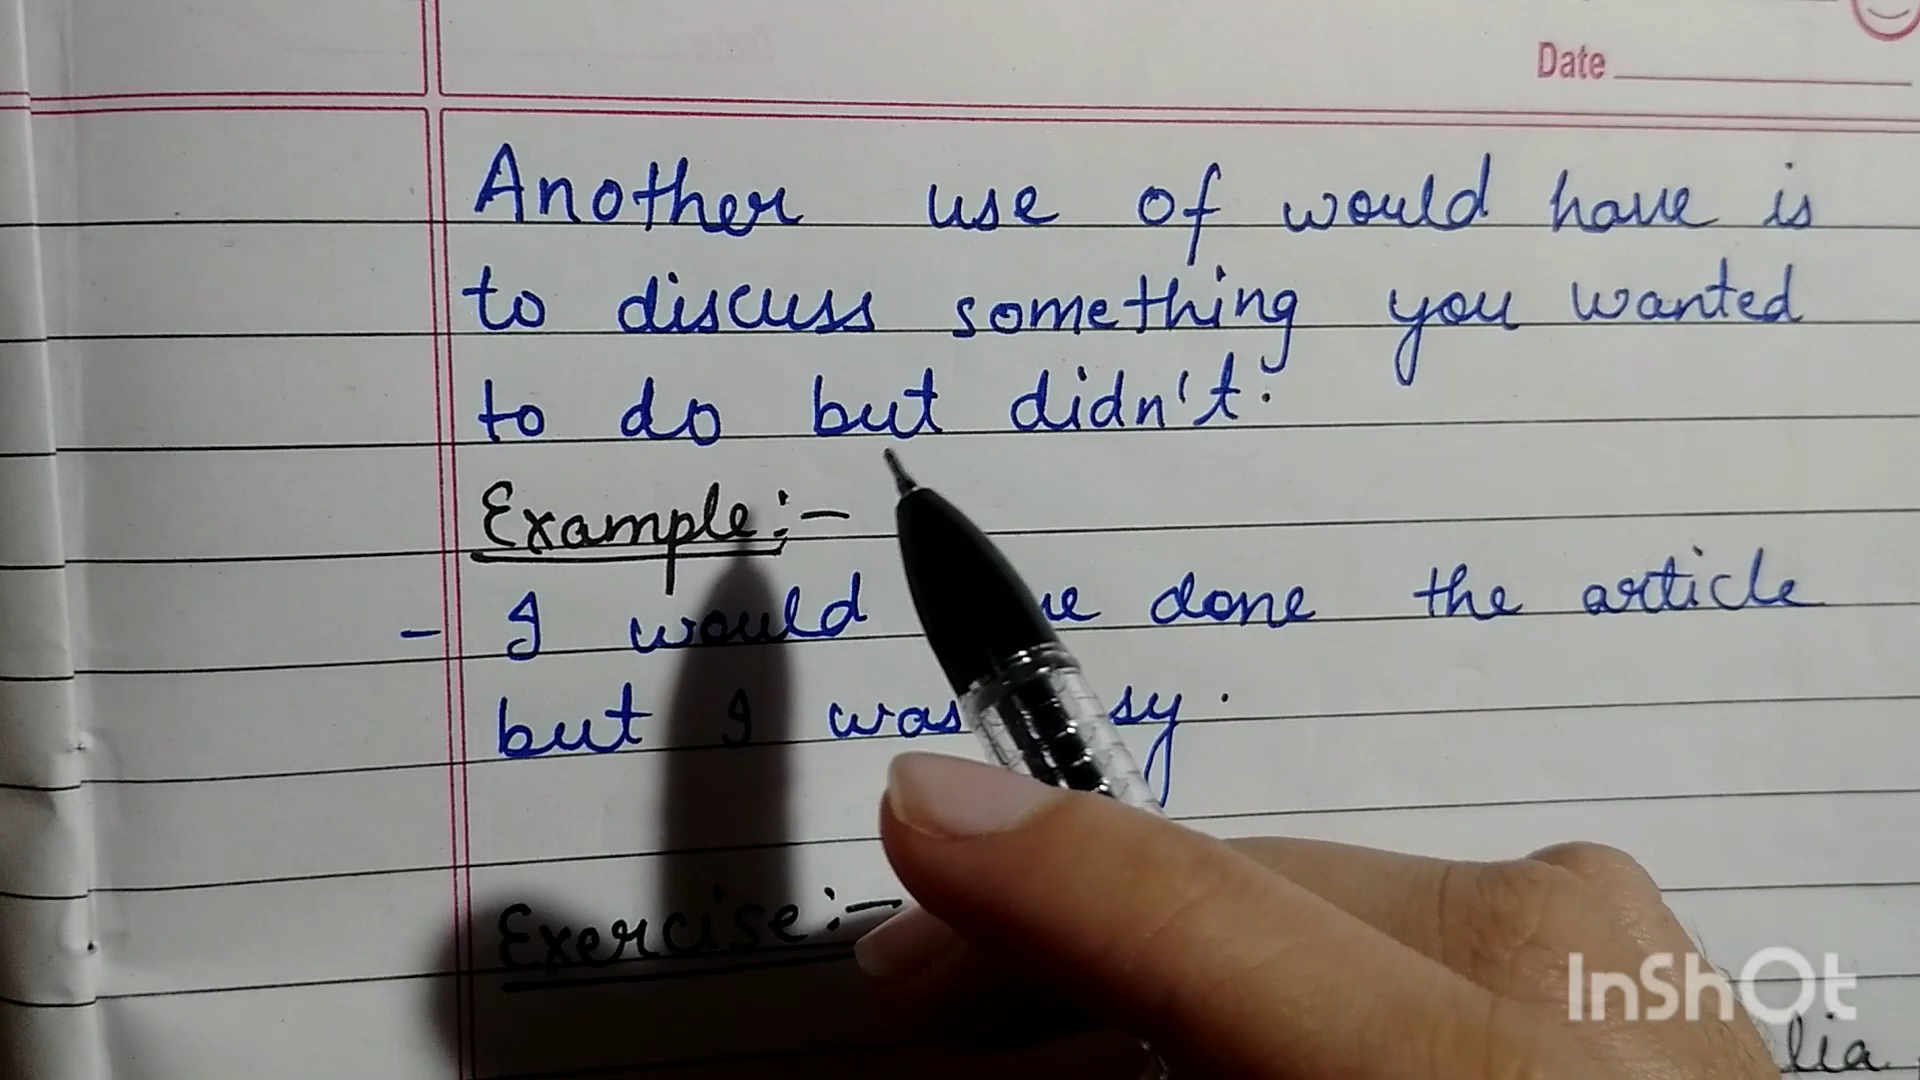 Date
Another use of would have is
to discuss something you wanted
to do but didn't.
Example:-
- I would done the article
but I was
Exercise:-
InShOt